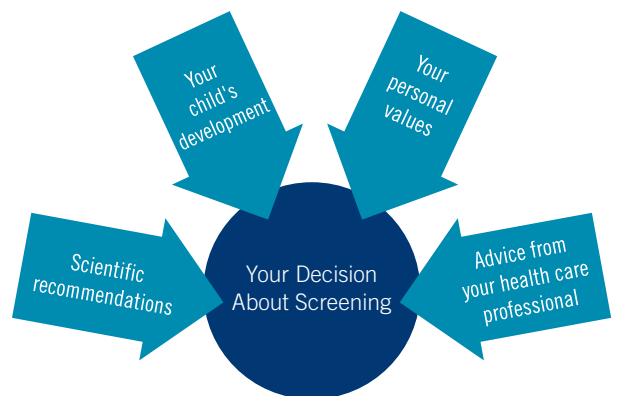 Your
child's
development
Your
personal
values
Scientific
recommendations
Your Decision
About Screening
Advice from
your health care
professional